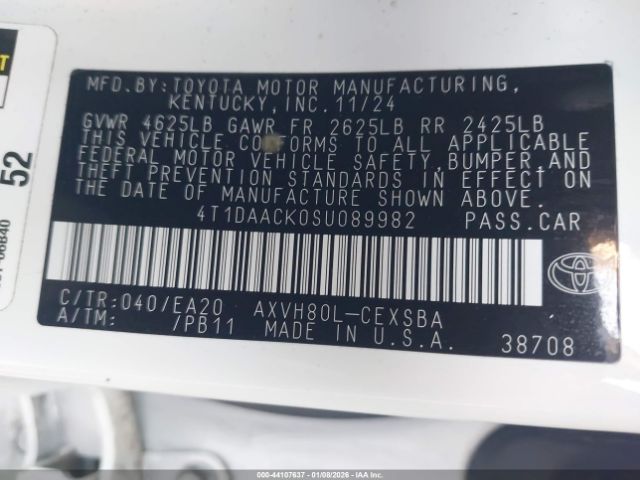 MFD.BY:TOYOTA MOTOR MANUFACTURING,
KENTUCKY,INC.11/24
GVWR 4625LB GAWR FR 2625LB RR 2425LB
THIS VEHICLE CONFORMS TO ALL APPLICABLE
FEDERAL MOTOR VEHICLE SAFETY, BUMPER,AND
THEFT PREVENTION STANDARDS IN EFFECT ON
THE DATE OF MANUFACTURE SHOWN ABOVE.
4T1DAACK0SU089982 PASS.CAR
C/TR:040/EA20 AXVH80L-CEXSBA
A/TM: /PB11 MADE IN U.S.A. 38708
52
000-44107637 - 01/08/2026 - © Copyright IAA